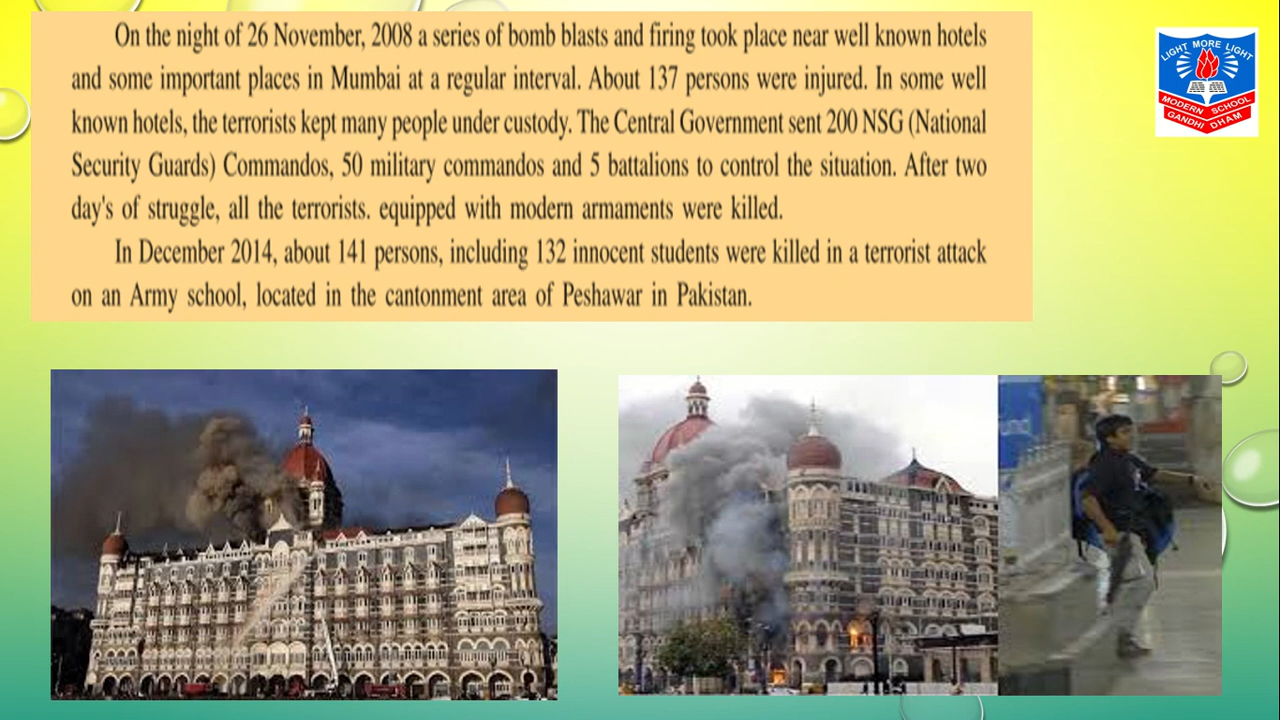 On the night of 26 November, 2008 a series of bomb blasts and firing took place near well known hotels
and some important places in Mumbai at a regular interval. About 137 persons were injured. In some well
known hotels, the terrorists kept many people under custody. The Central Government sent 200 NSG (National
Security Guards) Commandos, 50 military commandos and 5 battalions to control the situation. After two
day's of struggle, all the terrorists. equipped with modern armaments were killed.
In December 2014, about 141 persons, including 132 innocent students were killed in a terrorist attack
on an Army school, located in the cantonment area of Peshawar in Pakistan.
LIGHT MORE LIGHT
MODERN SCHOOL
GANDHI DHAM